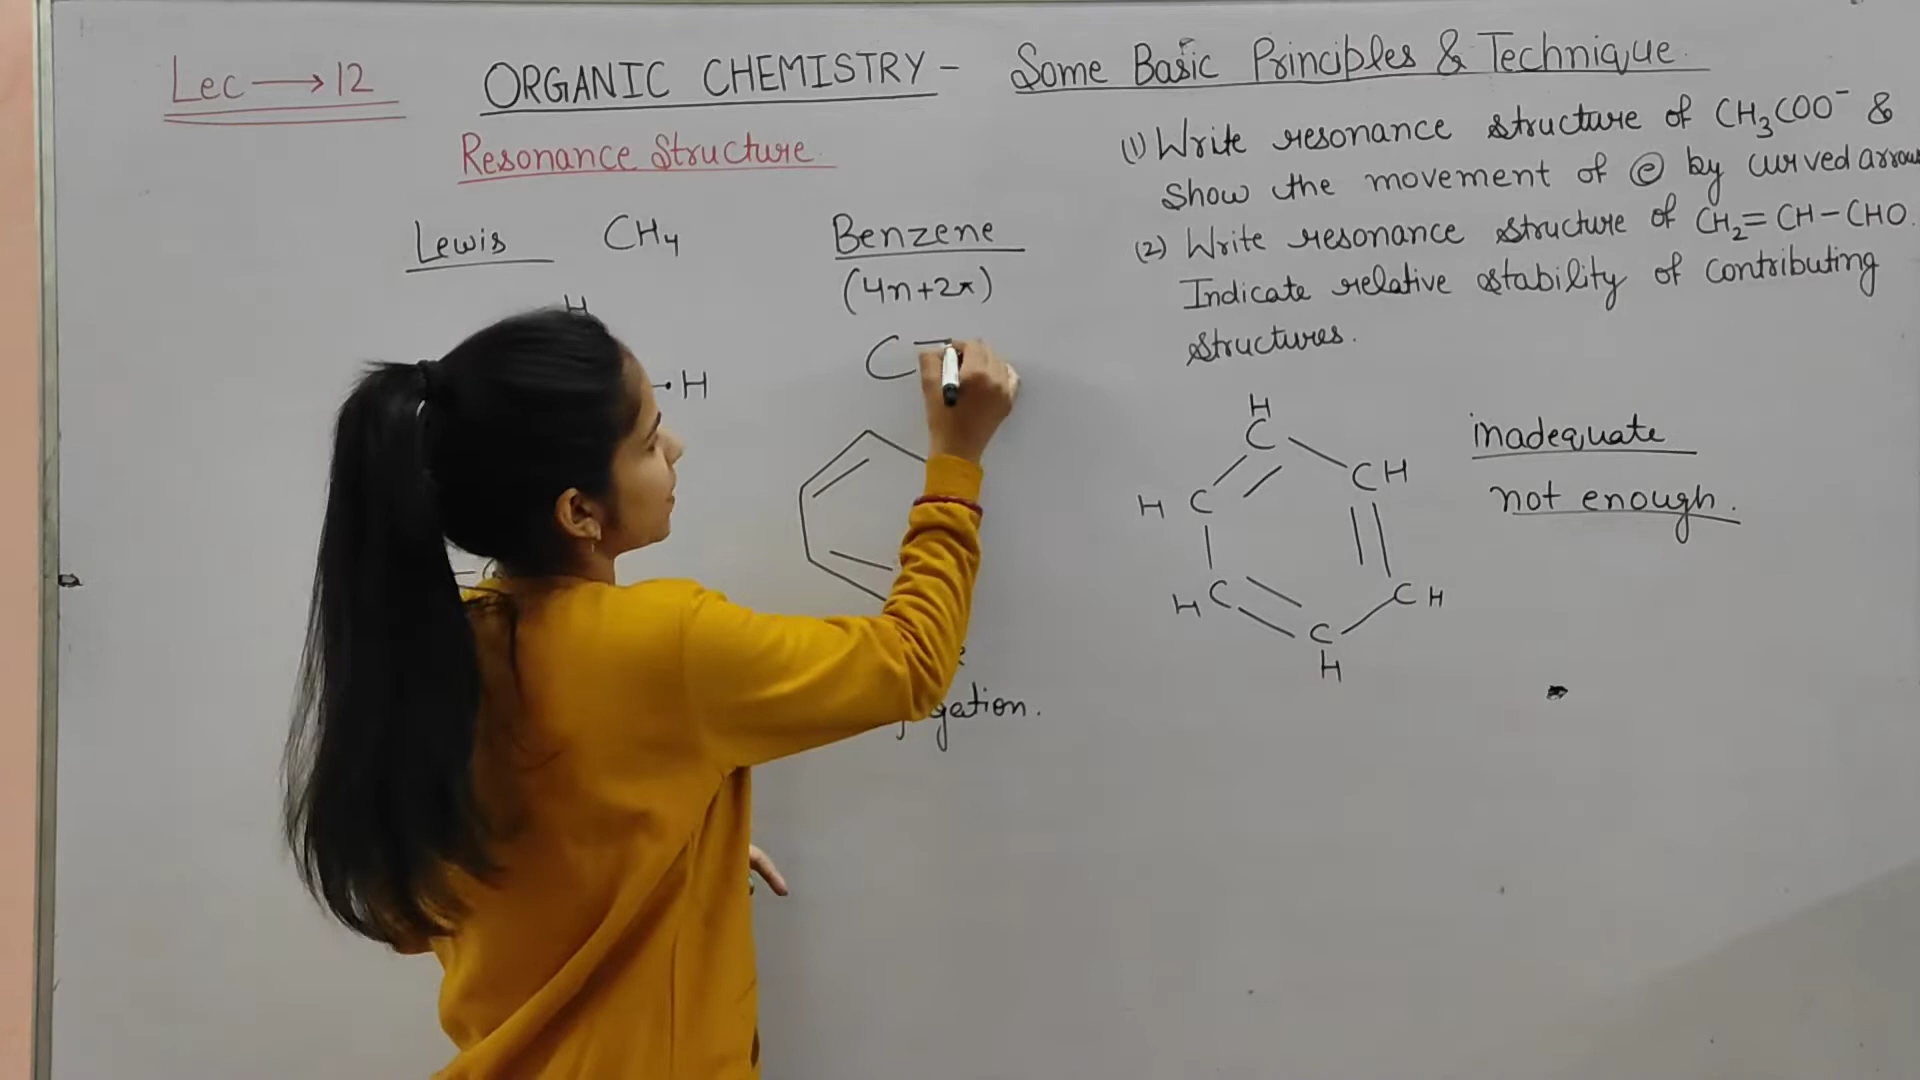 Lec → 12
ORGANIC CHEMISTRY - Some Basic Principles & Technique.
Resonance Structure.
(1) Write resonance structure of CH₃COO⁻ &
Show the movement of e by curved arrow
(2) Write resonance structure of CH₂=CH-CHO.
Indicate relative stability of contributing
structures.
Lewis
CH₄
H
H
Benzene
(4n+2π)
C
H
C
CH
H C
H C
CH
C
H
gation.
inadequate
not enough.